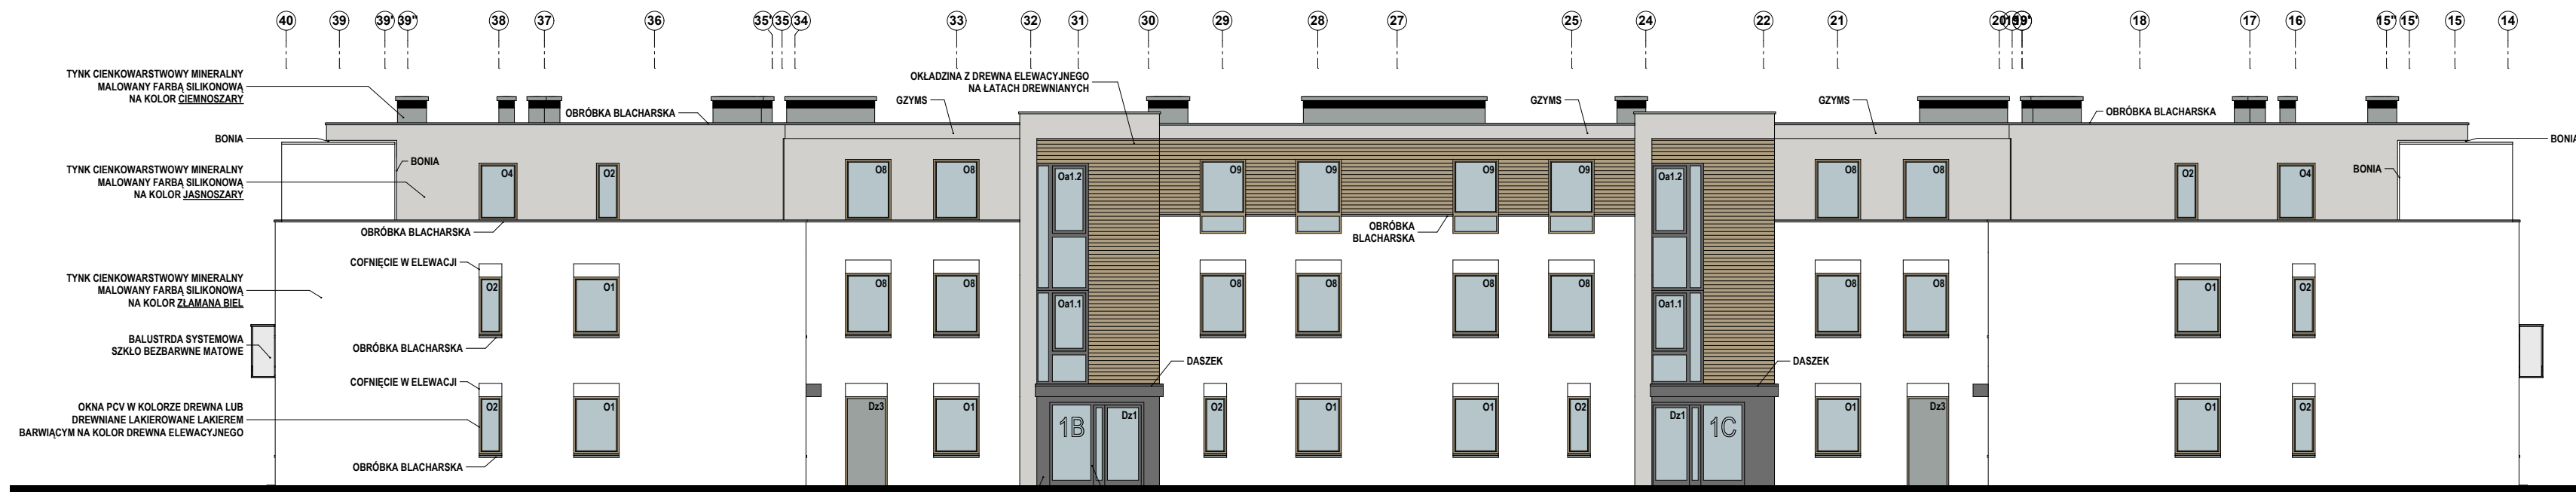 40 39 39' 39" 38 37 36 35' 35 34 33 32 31 30 29 28 27 25 24 22 21 20 19' 18 17 16 15" 15' 15 14
TYNK CIENKOWARSTWOWY MINERALNY
MALOWANY FARBĄ SILIKONOWĄ
NA KOLOR CIEMNOSZARY
OBRÓBKA BLACHARSKA
GZYMS
OKŁADZINA Z DREWNA ELEWACYJNEGO
NA ŁATACH DREWNIANYCH
GZYMS
GZYMS
OBRÓBKA BLACHARSKA
BONIA
BONIA
BONIA
BONIA
TYNK CIENKOWARSTWOWY MINERALNY
MALOWANY FARBĄ SILIKONOWĄ
NA KOLOR JASNOSZARY
O4 O2 O8 O8 Oa1.2 O9 O9 O9 O9 Oa1.2 O8 O8 O2 O4
OBRÓBKA BLACHARSKA
OBRÓBKA
BLACHARSKA
COFNIĘCIE W ELEWACJI
TYNK CIENKOWARSTWOWY MINERALNY
MALOWANY FARBĄ SILIKONOWĄ
NA KOLOR ZŁAMANA BIEL
O2 O1 O8 O8 Oa1.1 O8 O8 O8 O8 Oa1.1 O8 O8 O1 O2
BALUSTRDA SYSTEMOWA
SZKŁO BEZBARWNE MATOWE
OBRÓBKA BLACHARSKA
DASZEK
DASZEK
COFNIĘCIE W ELEWACJI
OKNA PCV W KOLORZE DREWNA LUB
DREWNIANE LAKIEROWANE LAKIEREM
BARWIĄCYM NA KOLOR DREWNA ELEWACYJNEGO
O2 O1 Dz3 O1 1B Dz1 O2 O1 O1 O2 Dz1 1C O1 Dz3 O1 O2
OBRÓBKA BLACHARSKA